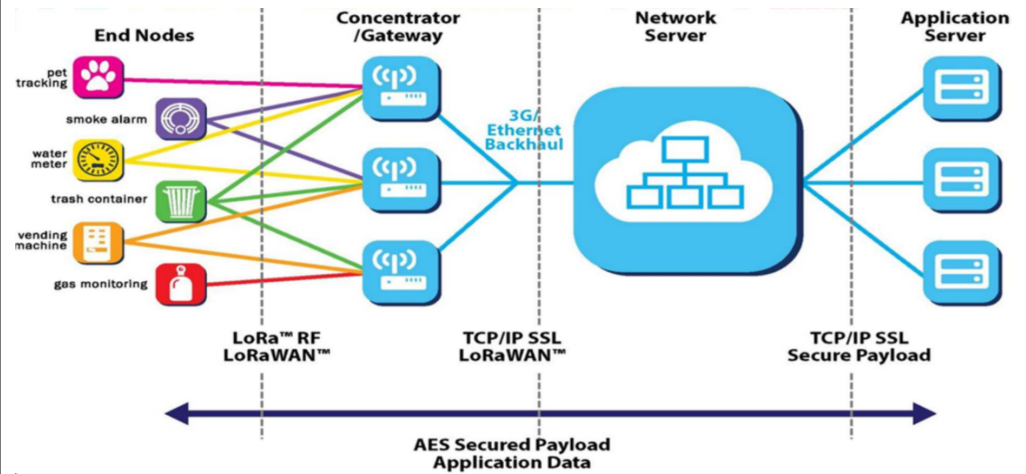 End Nodes
Concentrator
/Gateway
Network
Server
Application
Server
pet
tracking
smoke alarm
water
meter
trash container
vending
machine
gas monitoring
3G/
Ethernet
Backhaul
LoRa™ RF
LoRaWAN™
TCP/IP SSL
LoRaWAN™
TCP/IP SSL
Secure Payload
AES Secured Payload
Application Data